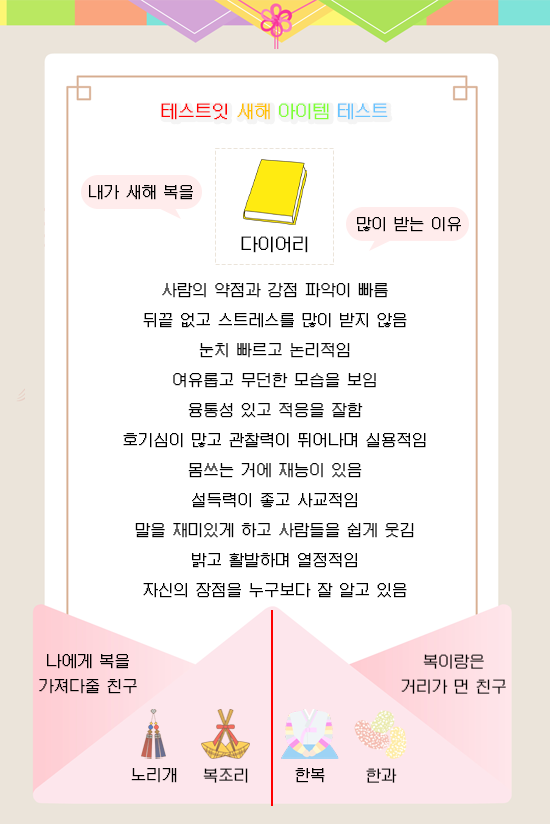 테스트잇 새해 아이템 테스트
내가 새해 복을
많이 받는 이유
다이어리
사람의 약점과 강점 파악이 빠름
뒤끝 없고 스트레스를 많이 받지 않음
눈치 빠르고 논리적임
여유롭고 무던한 모습을 보임
융통성 있고 적응을 잘함
호기심이 많고 관찰력이 뛰어나며 실용적임
몸쓰는 거에 재능이 있음
설득력이 좋고 사교적임
말을 재미있게 하고 사람들을 쉽게 웃김
밝고 활발하며 열정적임
자신의 장점을 누구보다 잘 알고 있음
나에게 복을
가져다줄 친구
복이랑은
거리가 먼 친구
노리개 복조리 한복 한과